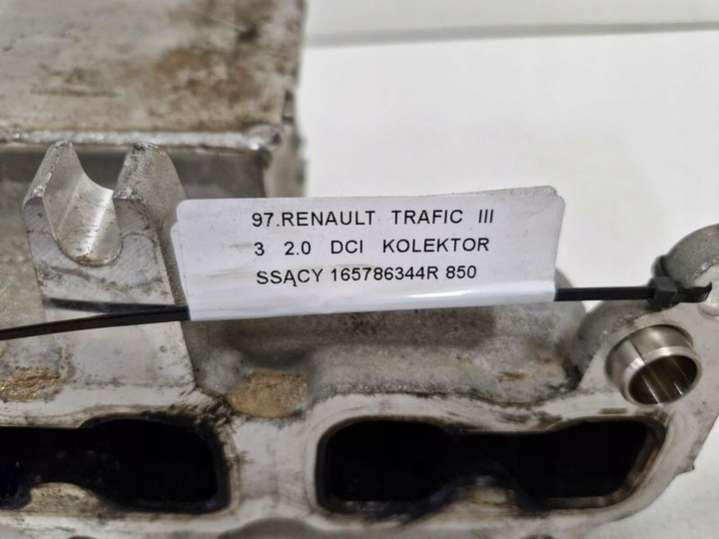 97.RENAULT TRAFIC III
3 2.0 DCI KOLEKTOR
SSĄCY 165786344R 850